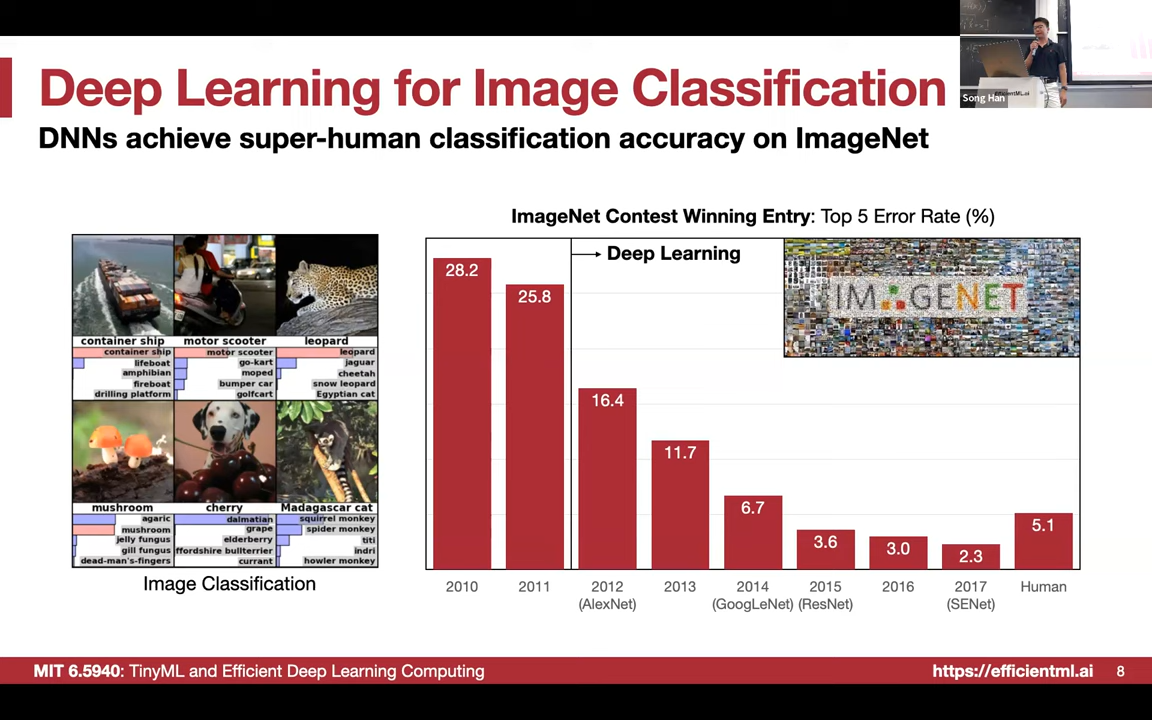 Deep Learning for Image Classification
DNNs achieve super-human classification accuracy on ImageNet
Song Han
EfficientML.ai
container ship
container ship
lifeboat
amphibian
fireboat
drilling platform
motor scooter
motor scooter
go-kart
moped
bumper car
golfcart
leopard
leopard
jaguar
cheetah
snow leopard
Egyptian cat
mushroom
agaric
mushroom
jelly fungus
gill fungus
dead-man's-fingers
cherry
dalmatian
grape
elderberry
ffordshire bullterrier
currant
Madagascar cat
squirrel monkey
spider monkey
titi
indri
howler monkey
Image Classification
ImageNet Contest Winning Entry: Top 5 Error Rate (%)
Deep Learning
IMAGENET
28.2
25.8
16.4
11.7
6.7
3.6
3.0
2.3
5.1
2010
2011
2012
(AlexNet)
2013
2014
(GoogLeNet)
2015
(ResNet)
2016
2017
(SENet)
Human
MIT 6.5940: TinyML and Efficient Deep Learning Computing
https://efficientml.ai
8